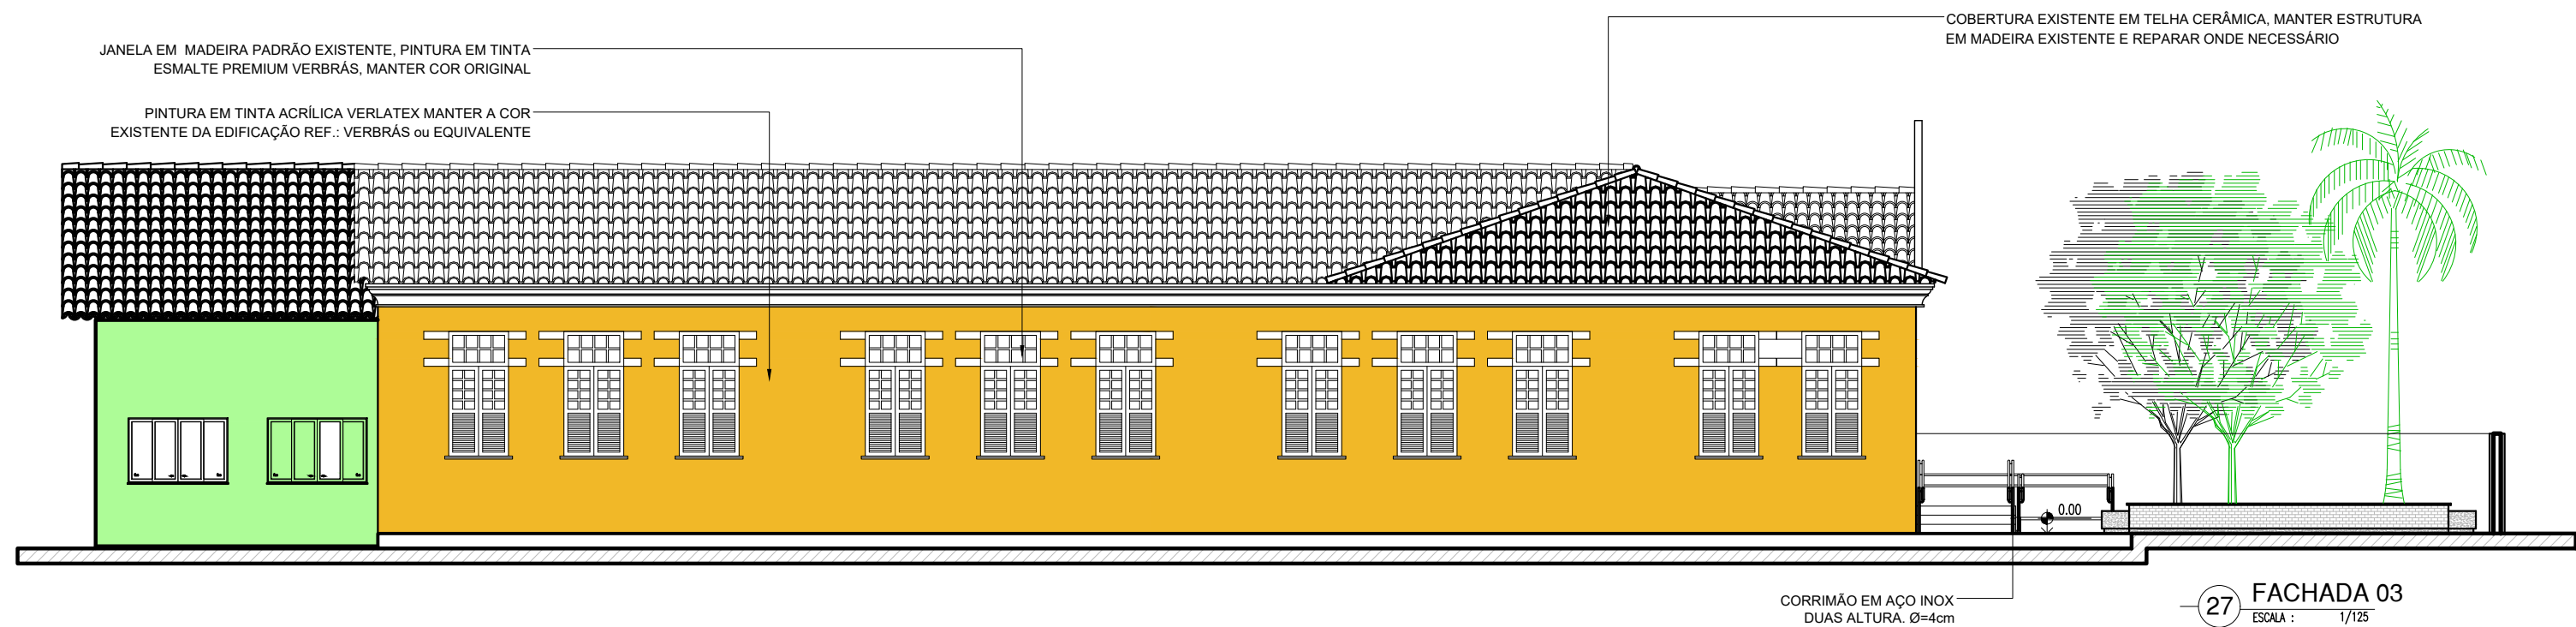 COBERTURA EXISTENTE EM TELHA CERÂMICA, MANTER ESTRUTURA
EM MADEIRA EXISTENTE E REPARAR ONDE NECESSÁRIO
JANELA EM MADEIRA PADRÃO EXISTENTE, PINTURA EM TINTA
ESMALTE PREMIUM VERBRÁS, MANTER COR ORIGINAL
PINTURA EM TINTA ACRÍLICA VERLATEX MANTER A COR
EXISTENTE DA EDIFICAÇÃO REF.: VERBRÁS ou EQUIVALENTE
0.00
CORRIMÃO EM AÇO INOX
DUAS ALTURA. Ø=4cm
27 FACHADA 03
ESCALA : 1/125